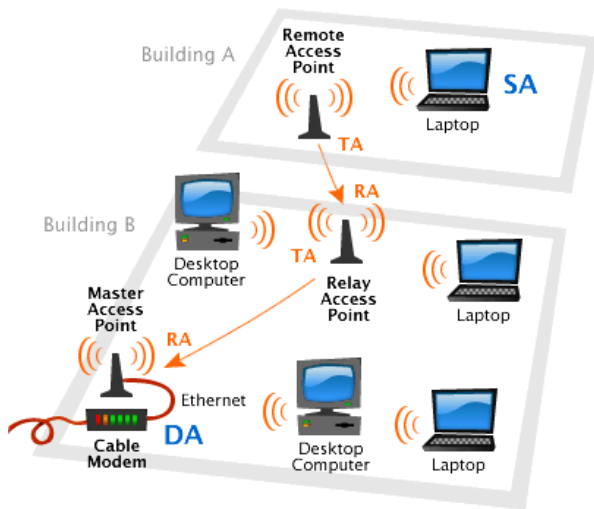 Remote
Access
Point
Building A
SA
Laptop
TA
RA
Building B
TA
Desktop
Computer
Relay
Access
Point
Laptop
Master
Access
Point
RA
Ethernet
DA
Cable
Modem
Desktop
Computer
Laptop